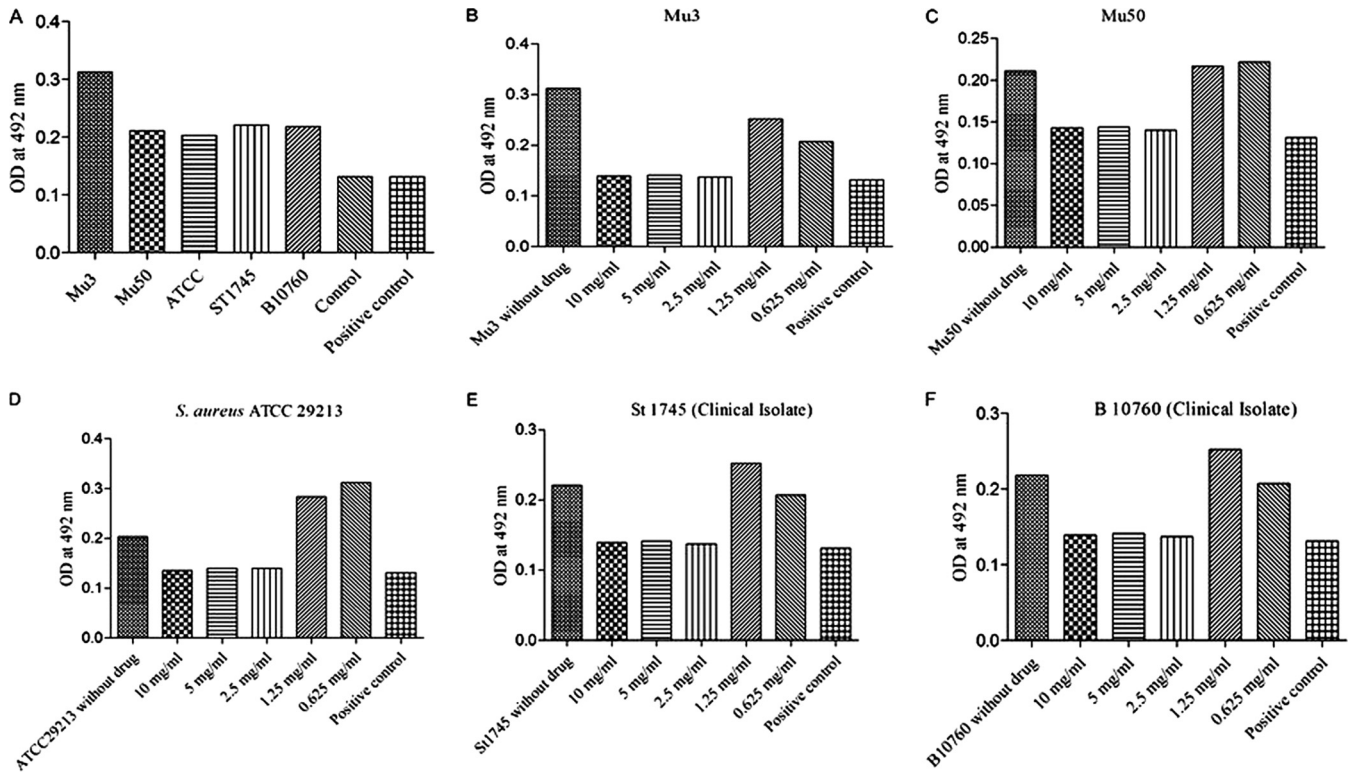 A
OD at 492 nm
0.4
0.3
0.2
0.1
0.0
Mu3
Mu50
ATCC
ST1745
B10760
Control
Positive control
B
Mu3
OD at 492 nm
0.4
0.3
0.2
0.1
0.0
Mu3 without drug
10 mg/ml
5 mg/ml
2.5 mg/ml
1.25 mg/ml
0.625 mg/ml
Positive control
C
Mu50
OD at 492 nm
0.25
0.20
0.15
0.10
0.05
0.00
Mu50 without drug
10 mg/ml
5 mg/ml
2.5 mg/ml
1.25 mg/ml
0.625 mg/ml
Positive control
D
S. aureus ATCC 29213
OD at 492 nm
0.4
0.3
0.2
0.1
0.0
ATCC29213 without drug
10 mg/ml
5 mg/ml
2.5 mg/ml
1.25 mg/ml
0.625 mg/ml
Positive control
E
St 1745 (Clinical Isolate)
OD at 492 nm
0.3
0.2
0.1
0.0
St1745 without drug
10 mg/ml
5 mg/ml
2.5 mg/ml
1.25 mg/ml
0.625 mg/ml
Positive control
F
B 10760 (Clinical Isolate)
OD at 492 nm
0.3
0.2
0.1
0.0
B10760 without drug
10 mg/ml
5 mg/ml
2.5 mg/ml
1.25 mg/ml
0.625 mg/ml
Positive control